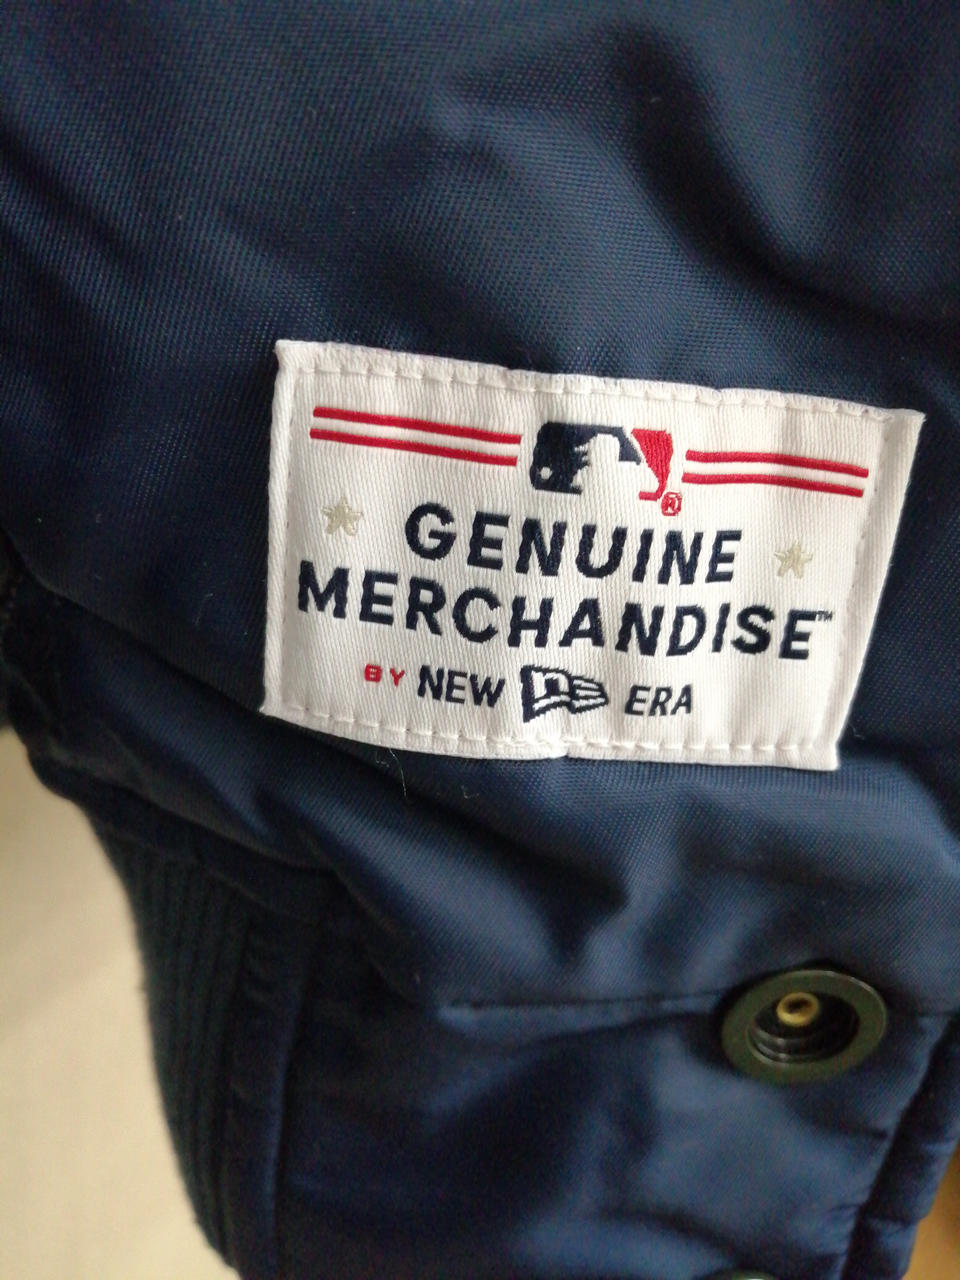 GENUINE
MERCHANDISE™
BY NEW ERA